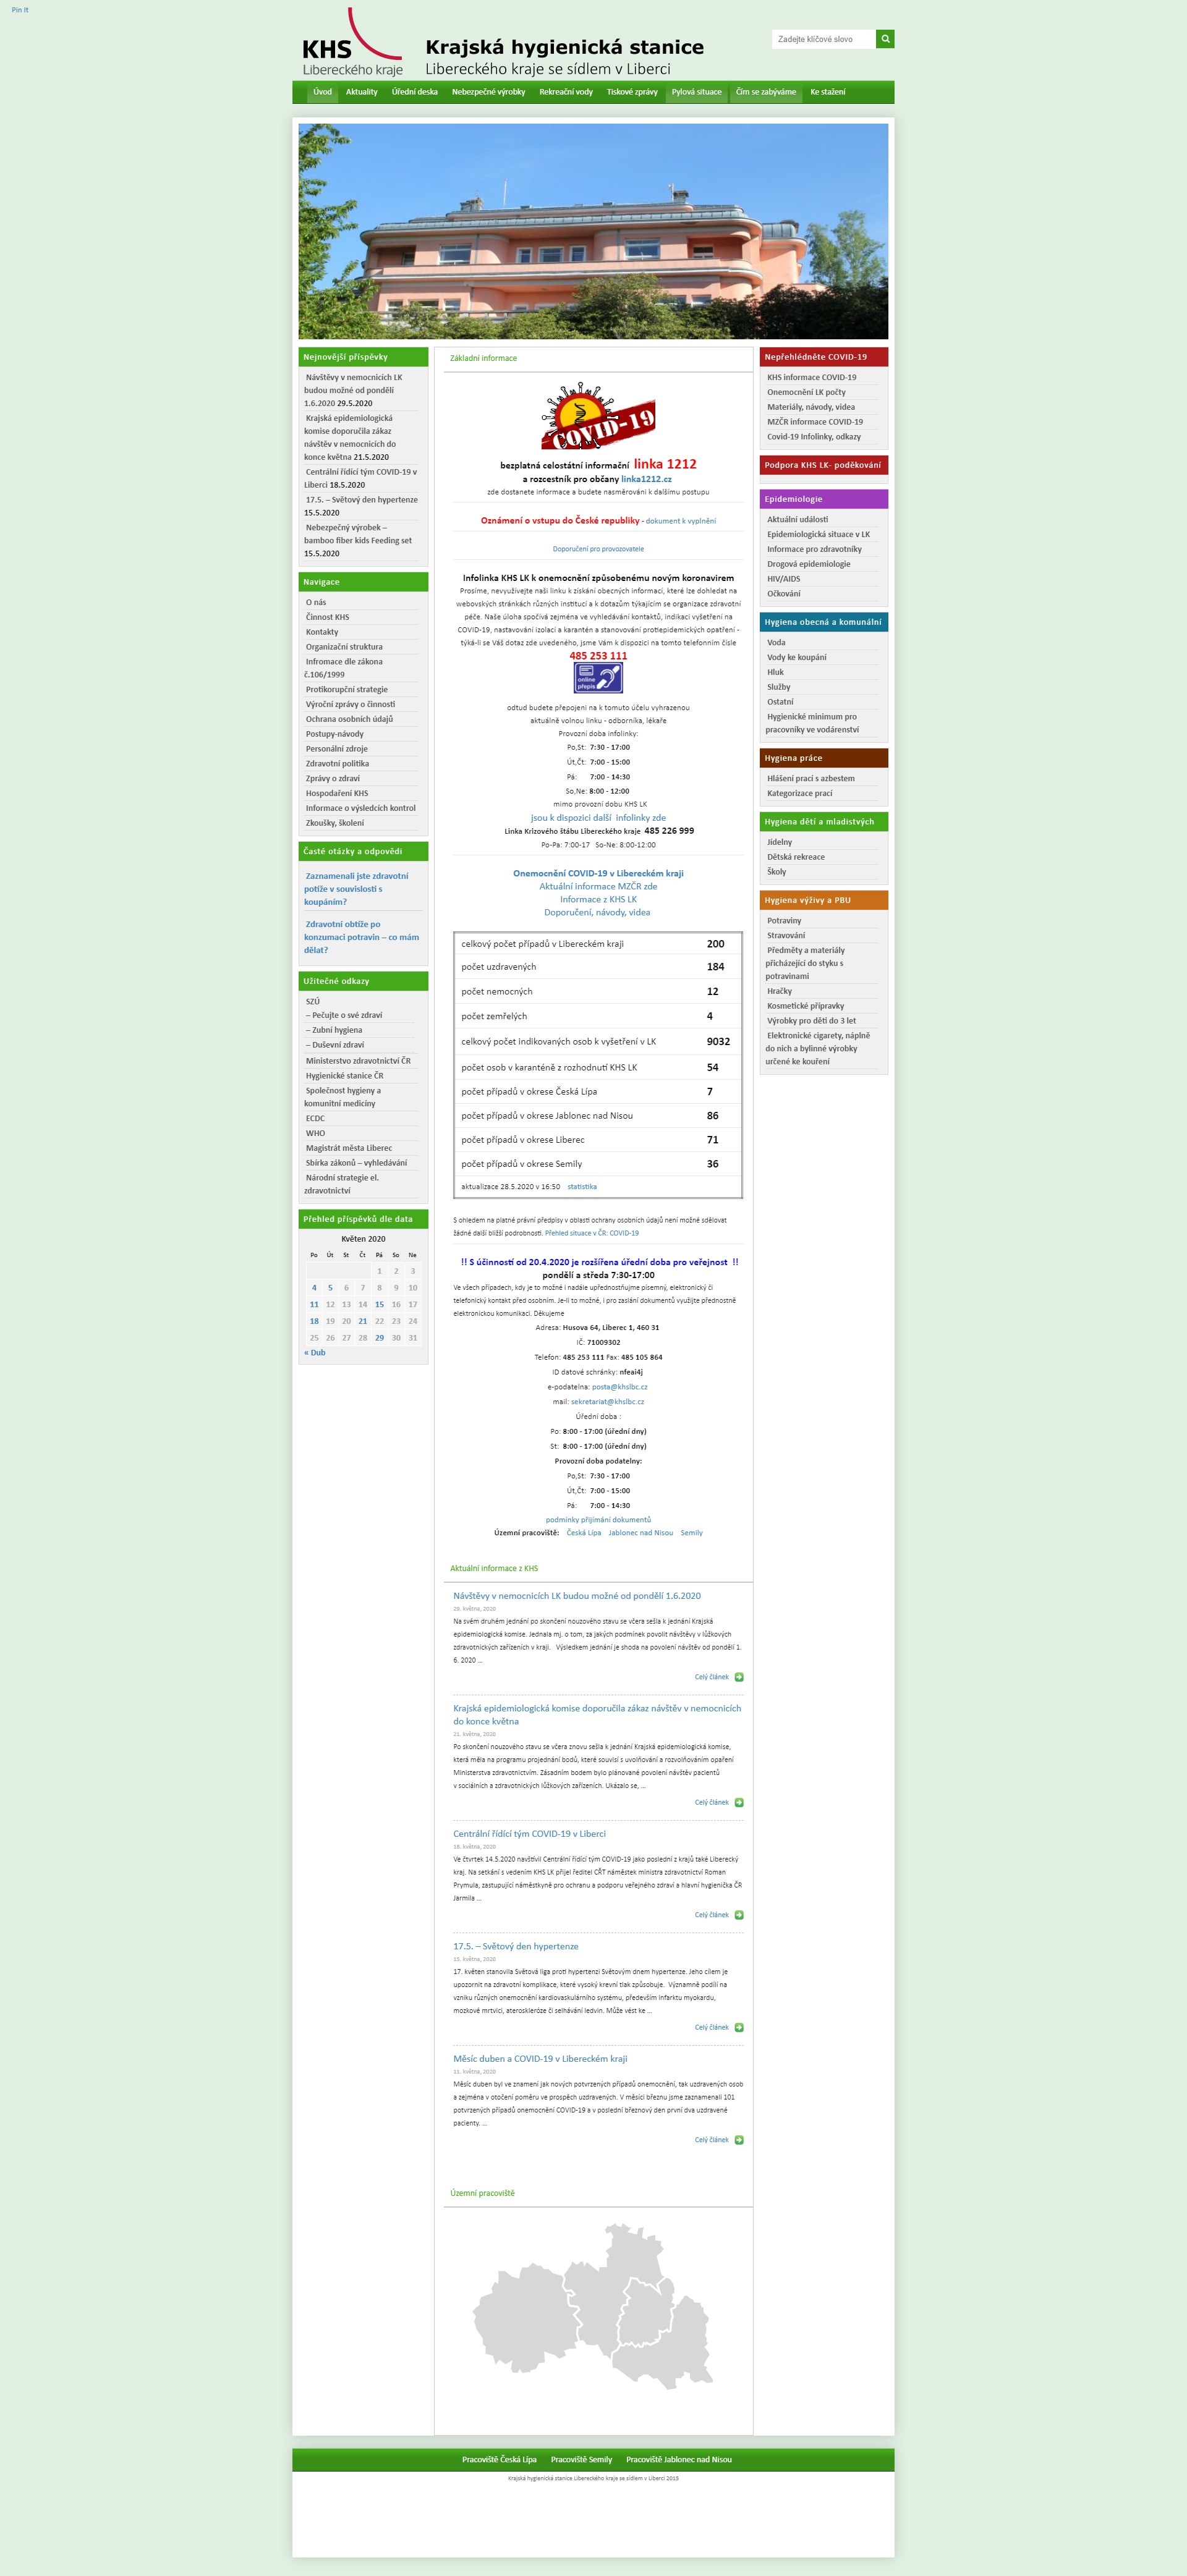 Pin It
KHS
Libereckého kraje
Krajská hygienická stanice
Libereckého kraje se sídlem v Liberci
Zadejte klíčové slovo
Úvod Aktuality Úřední deska Nebezpečné výrobky Rekreační vody Tiskové zprávy Pylová situace Čím se zabýváme Ke stažení
Nejnovější příspěvky
Návštěvy v nemocnicích LK
budou možné od pondělí
1.6.2020 29.5.2020
Krajská epidemiologická
komise doporučila zákaz
návštěv v nemocnicích do
konce května 21.5.2020
Centrální řídící tým COVID-19 v
Liberci 18.5.2020
17.5. – Světový den hypertenze
15.5.2020
Nebezpečný výrobek –
bamboo fiber kids Feeding set
15.5.2020
Navigace
O nás
Činnost KHS
Kontakty
Organizační struktura
Infromace dle zákona
č.106/1999
Protikorupční strategie
Výroční zprávy o činnosti
Ochrana osobních údajů
Postupy-návody
Personální zdroje
Zdravotní politika
Zprávy o zdraví
Hospodaření KHS
Informace o výsledcích kontrol
Zkoušky, školení
Časté otázky a odpovědi
Zaznamenali jste zdravotní
potíže v souvislosti s
koupáním?
Zdravotní obtíže po
konzumaci potravin – co mám
dělat?
Užitečné odkazy
SZÚ
– Pečujte o své zdraví
– Zubní hygiena
– Duševní zdraví
Ministerstvo zdravotnictví ČR
Hygienické stanice ČR
Společnost hygieny a
komunitní medicíny
ECDC
WHO
Magistrát města Liberec
Sbírka zákonů – vyhledávání
Národní strategie el.
zdravotnictví
Přehled příspěvků dle data
Květen 2020
Po Út St Čt Pá So Ne
1 2 3
4 5 6 7 8 9 10
11 12 13 14 15 16 17
18 19 20 21 22 23 24
25 26 27 28 29 30 31
« Dub
Základní informace
COVID-19
bezplatná celostátní informační linka 1212
a rozcestník pro občany linka1212.cz
zde dostanete informace a budete nasměrováni k dalšímu postupu
Oznámení o vstupu do České republiky - dokument k vyplnění
Doporučení pro provozovatele
Infolinka KHS LK k onemocnění způsobenému novým koronavirem
Prosíme, nevyužívejte naši linku k získání obecných informací, které lze dohledat na
webovských stránkách různých institucí a k dotazům týkajícím se organizace zdravotní
péče. Naše úloha spočívá zejména ve vyhledávání kontaktů, indikaci vyšetření na
COVID-19, nastavování izolací a karantén a stanovování protiepidemických opatření -
týká-li se Váš dotaz dle uvedeného, jsme Vám k dispozici na tomto telefonním čísle
485 253 111
online
přepis
odtud budete přepojeni na k tomuto účelu vyhrazenou
aktuálně volnou linku - odborníka, lékaře
Provozní doba infolinky:
Po,St: 7:30 - 17:00
Út,Čt: 7:00 - 15:00
Pá: 7:00 - 14:30
So,Ne: 8:00 - 12:00
mimo provozní dobu KHS LK
jsou k dispozici další infolinky zde
Linka Krizového štábu Libereckého kraje 485 226 999
Po-Pa: 7:00-17 So-Ne: 8:00-12:00
Onemocnění COVID-19 v Libereckém kraji
Aktuální informace MZČR zde
Informace z KHS LK
Doporučení, návody, videa
celkový počet případů v Libereckém kraji 200
počet uzdravených 184
počet nemocných 12
počet zemřelých 4
celkový počet indikovaných osob k vyšetření v LK 9032
počet osob v karanténě z rozhodnutí KHS LK 54
počet případů v okrese Česká Lípa 7
počet případů v okrese Jablonec nad Nisou 86
počet případů v okrese Liberec 71
počet případů v okrese Semily 36
aktualizace 28.5.2020 v 16:50 statistika
S ohledem na platné právní předpisy v oblasti ochrany osobních údajů není možné sdělovat
žádné další bližší podrobnosti. Přehled situace v ČR: COVID-19
!! S účinností od 20.4.2020 je rozšířena úřední doba pro veřejnost !!
pondělí a středa 7:30-17:00
Ve všech případech, kdy je to možné i nadále upřednostňujme písemný, elektronický či
telefonický kontakt před osobním. Je-li to možné, i pro zaslání dokumentů využijte přednostně
elektronickou komunikaci. Děkujeme
Adresa: Husova 64, Liberec 1, 460 31
IČ: 71009302
Telefon: 485 253 111 Fax: 485 105 864
ID datové schránky: nfeai4j
e-podatelna: posta@khslbc.cz
mail: sekretariat@khslbc.cz
Úřední doba :
Po: 8:00 - 17:00 (úřední dny)
St: 8:00 - 17:00 (úřední dny)
Provozní doba podatelny:
Po,St: 7:30 - 17:00
Út,Čt: 7:00 - 15:00
Pá: 7:00 - 14:30
podmínky přijímání dokumentů
Územní pracoviště: Česká Lípa Jablonec nad Nisou Semily
Aktuální informace z KHS
Návštěvy v nemocnicích LK budou možné od pondělí 1.6.2020
29. května, 2020
Na svém druhém jednání po skončení nouzového stavu se včera sešla k jednání Krajská
epidemiologická komise. Jednala mj. o tom, za jakých podmínek povolit návštěvy v lůžkových
zdravotnických zařízeních v kraji. Výsledkem jednání je shoda na povolení návštěv od pondělí 1.
6. 2020 ...
Celý článek
Krajská epidemiologická komise doporučila zákaz návštěv v nemocnicích
do konce května
21. května, 2020
Po skončení nouzového stavu se včera znovu sešla k jednání Krajská epidemiologická komise,
která měla na programu projednání bodů, které souvisí s uvolňování a rozvolňováním opaření
Ministerstva zdravotnictvím. Zásadním bodem bylo plánované povolení návštěv pacientů
v sociálních a zdravotnických lůžkových zařízeních. Ukázalo se, ...
Celý článek
Centrální řídící tým COVID-19 v Liberci
18. května, 2020
Ve čtvrtek 14.5.2020 navštívil Centrální řídící tým COVID-19 jako poslední z krajů také Liberecký
kraj. Na setkání s vedením KHS LK přijel ředitel CŘT náměstek ministra zdravotnictví Roman
Prymula, zastupující náměstkyně pro ochranu a podporu veřejného zdraví a hlavní hygienička ČR
Jarmila ...
Celý článek
17.5. – Světový den hypertenze
15. května, 2020
17. květen stanovila Světová liga proti hypertenzi Světovým dnem hypertenze. Jeho cílem je
upozornit na zdravotní komplikace, které vysoký krevní tlak způsobuje. Významně podílí na
vzniku různých onemocnění kardiovaskulárního systému, především infarktu myokardu,
mozkové mrtvici, ateroskleróze či selhávání ledvin. Může vést ke ...
Celý článek
Měsíc duben a COVID-19 v Libereckém kraji
11. května, 2020
Měsíc duben byl ve znamení jak nových potvrzených případů onemocnění, tak uzdravených osob
a zejména v otočení poměru ve prospěch uzdravených. V měsíci březnu jsme zaznamenali 101
potvrzených případů onemocnění COVID-19 a v poslední březnový den první dva uzdravené
pacienty. ...
Celý článek
Územní pracoviště
Nepřehlédněte COVID-19
KHS informace COVID-19
Onemocnění LK počty
Materiály, návody, videa
MZČR informace COVID-19
Covid-19 Infolinky, odkazy
Podpora KHS LK- poděkování
Epidemiologie
Aktuální události
Epidemiologická situace v LK
Informace pro zdravotníky
Drogová epidemiologie
HIV/AIDS
Očkování
Hygiena obecná a komunální
Voda
Vody ke koupání
Hluk
Služby
Ostatní
Hygienické minimum pro
pracovníky ve vodárenství
Hygiena práce
Hlášení prací s azbestem
Kategorizace prací
Hygiena dětí a mladistvých
Jídelny
Dětská rekreace
Školy
Hygiena výživy a PBU
Potraviny
Stravování
Předměty a materiály
přicházející do styku s
potravinami
Hračky
Kosmetické přípravky
Výrobky pro děti do 3 let
Elektronické cigarety, náplně
do nich a bylinné výrobky
určené ke kouření
Pracoviště Česká Lípa Pracoviště Semily Pracoviště Jablonec nad Nisou
Krajská hygienická stanice Libereckého kraje se sídlem v Liberci 2015